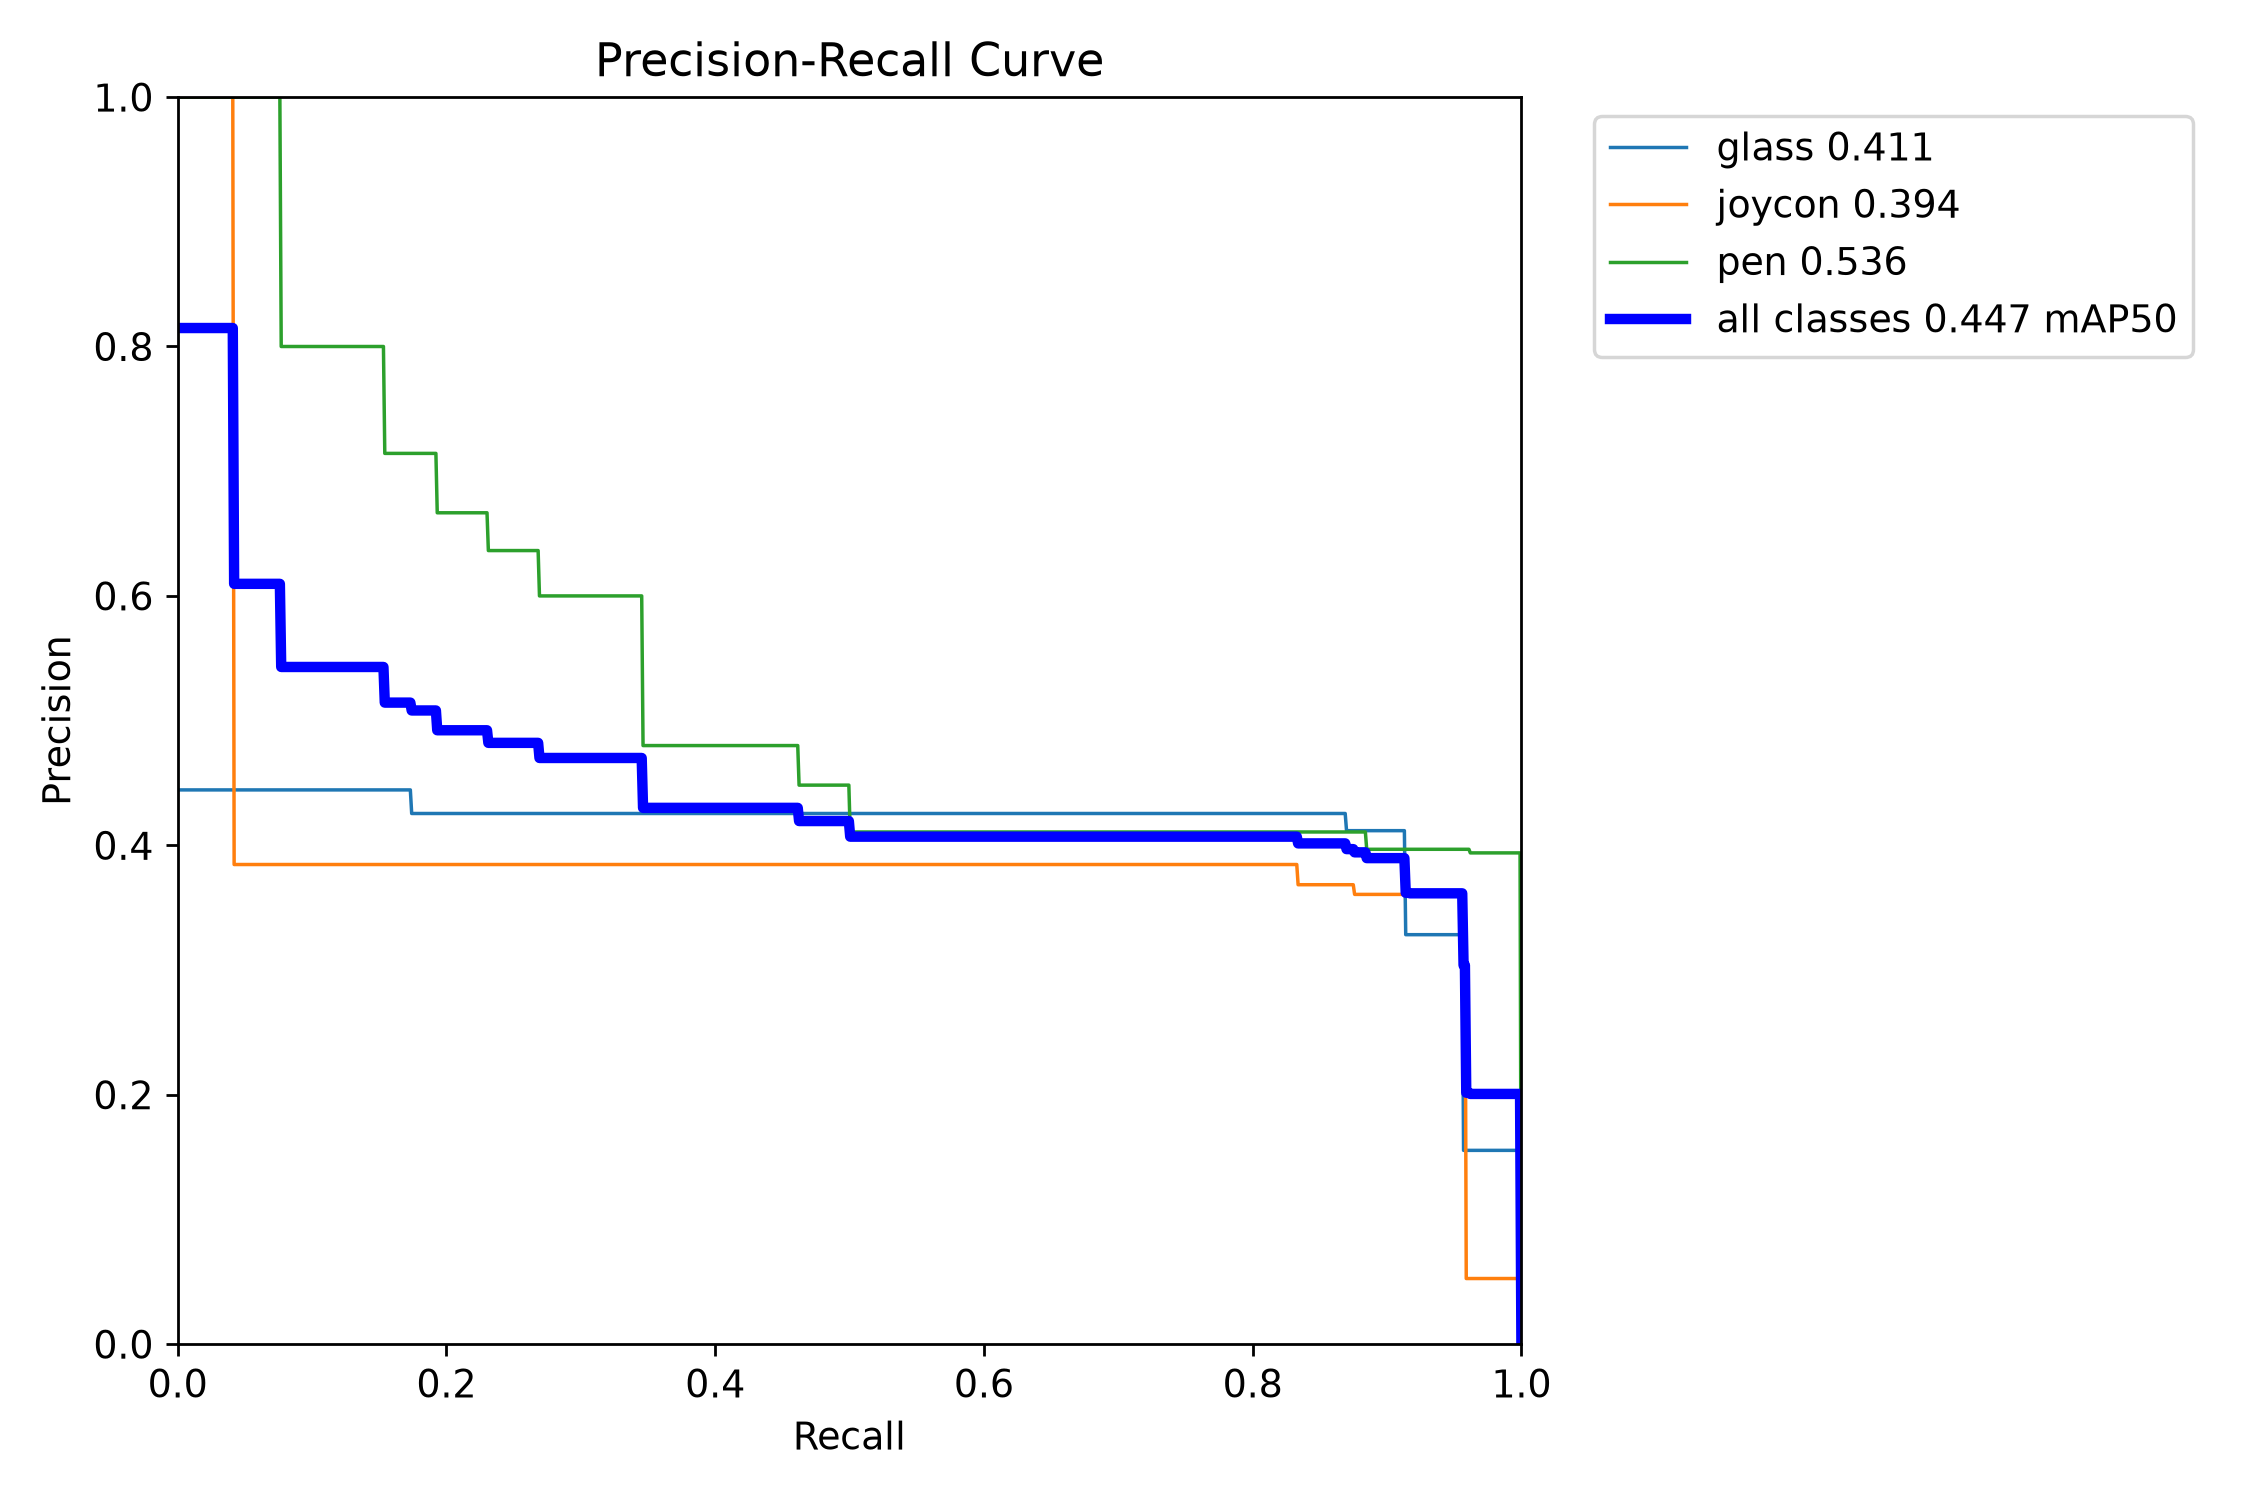 Precision-Recall Curve
1.0
0.8
0.6
0.4
0.2
0.0
Precision
0.0 0.2 0.4 0.6 0.8 1.0
Recall
glass 0.411
joycon 0.394
pen 0.536
all classes 0.447 mAP50